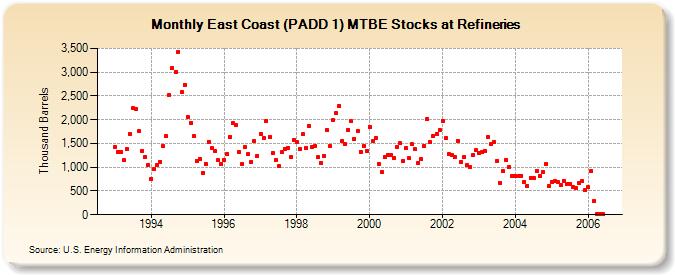 Monthly East Coast (PADD 1) MTBE Stocks at Refineries
Thousand Barrels
3,500
3,000
2,500
2,000
1,500
1,000
500
0
1994 1996 1998 2000 2002 2004 2006
Source: U.S. Energy Information Administration